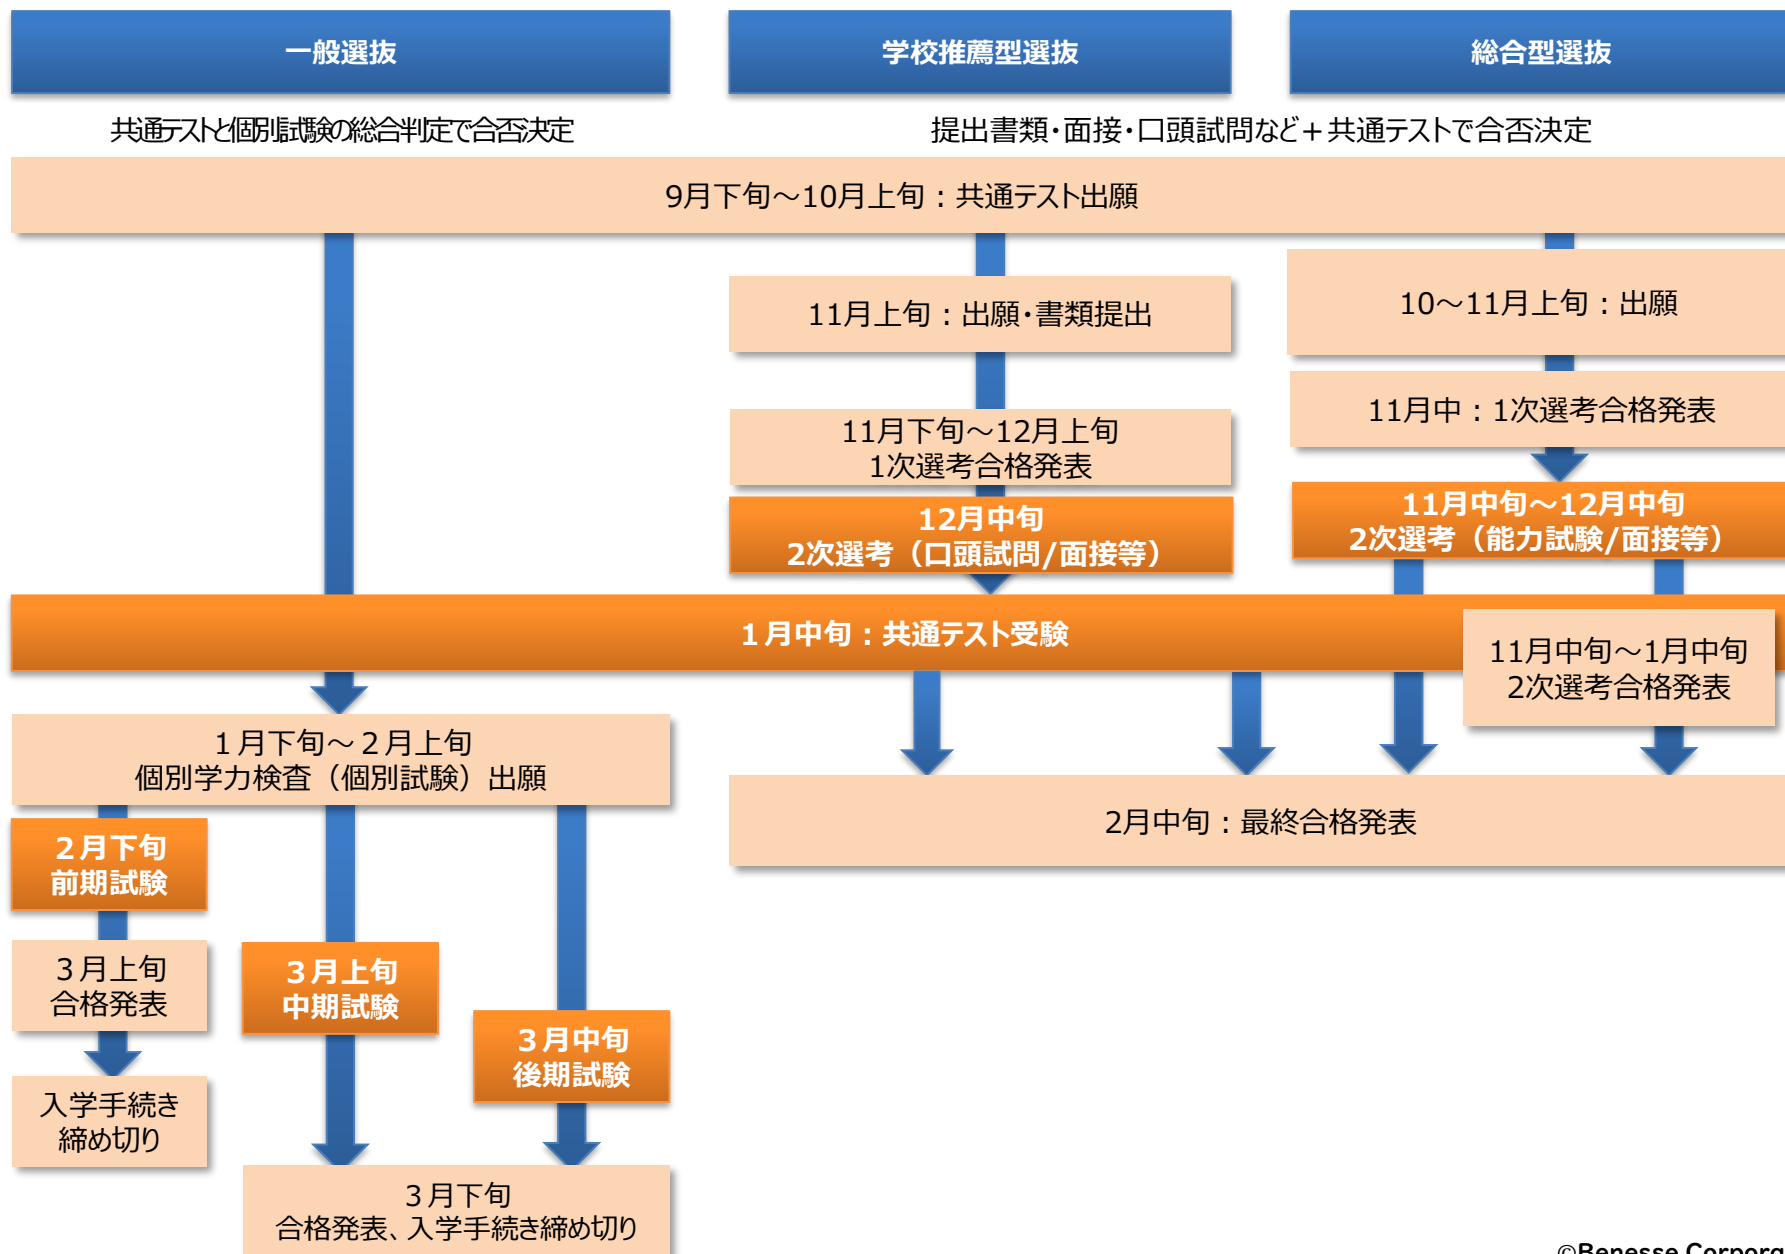 一般選抜
学校推薦型選抜
総合型選抜
共通テストと個別試験の総合判定で合否決定
提出書類・面接・口頭試問など＋共通テストで合否決定
9月下旬～10月上旬：共通テスト出願
11月上旬：出願・書類提出
10～11月上旬：出願
11月中：1次選考合格発表
11月下旬～12月上旬
1次選考合格発表
12月中旬
2次選考（口頭試問/面接等）
11月中旬～12月中旬
2次選考（能力試験/面接等）
１月中旬：共通テスト受験
11月中旬～1月中旬
2次選考合格発表
１月下旬～２月上旬
個別学力検査（個別試験）出願
2月中旬：最終合格発表
２月下旬
前期試験
３月上旬
合格発表
３月上旬
中期試験
３月中旬
後期試験
入学手続き
締め切り
３月下旬
合格発表、入学手続き締め切り
©Benesse Corpora